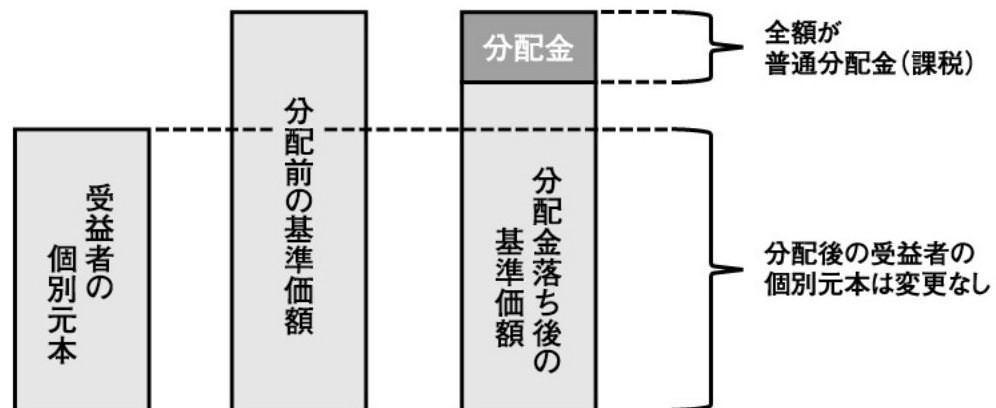 受益者の
個別元本
分配前の基準価額
分配金
分配金落ち後の
基準価額
全額が
普通分配金（課税）
分配後の受益者の
個別元本は変更なし